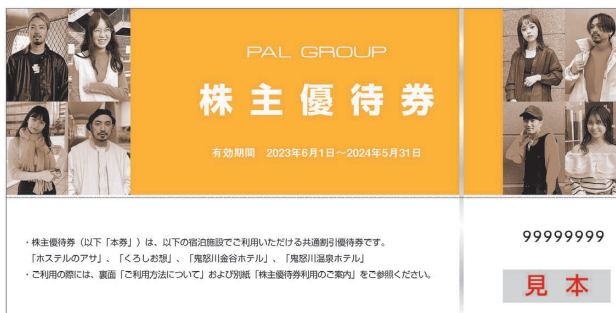 PAL GROUP
株主優待券
有効期間　2023年6月1日～2024年5月31日
・株主優待券（以下「本券」）は、以下の宿泊施設でご利用いただける共通割引優待券です。
「ホステルのアサ」、「くろしお想」、「鬼怒川金谷ホテル」、「鬼怒川温泉ホテル」
・ご利用の際には、裏面「ご利用方法について」および別紙「株主優待券利用のご案内」をご参照ください。
99999999
見本